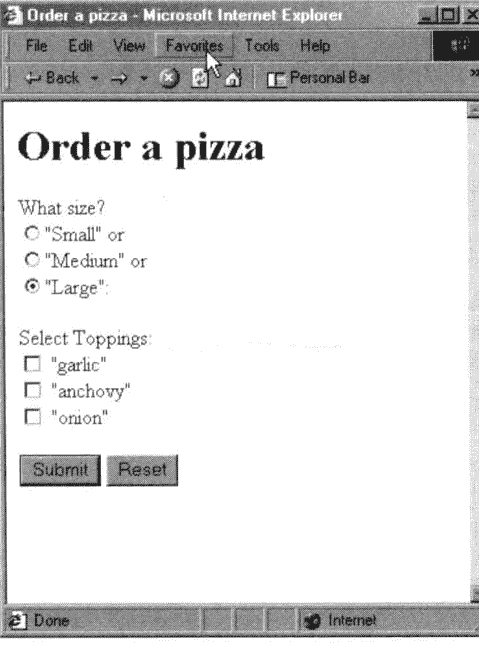 Order a pizza - Microsoft Internet Explorer
File Edit View Favorites Tools Help
Back Personal Bar »
Order a pizza
What size?
"Small" or
"Medium" or
"Large":
Select Toppings:
"garlic"
"anchovy"
"onion"
Submit Reset
Done Internet